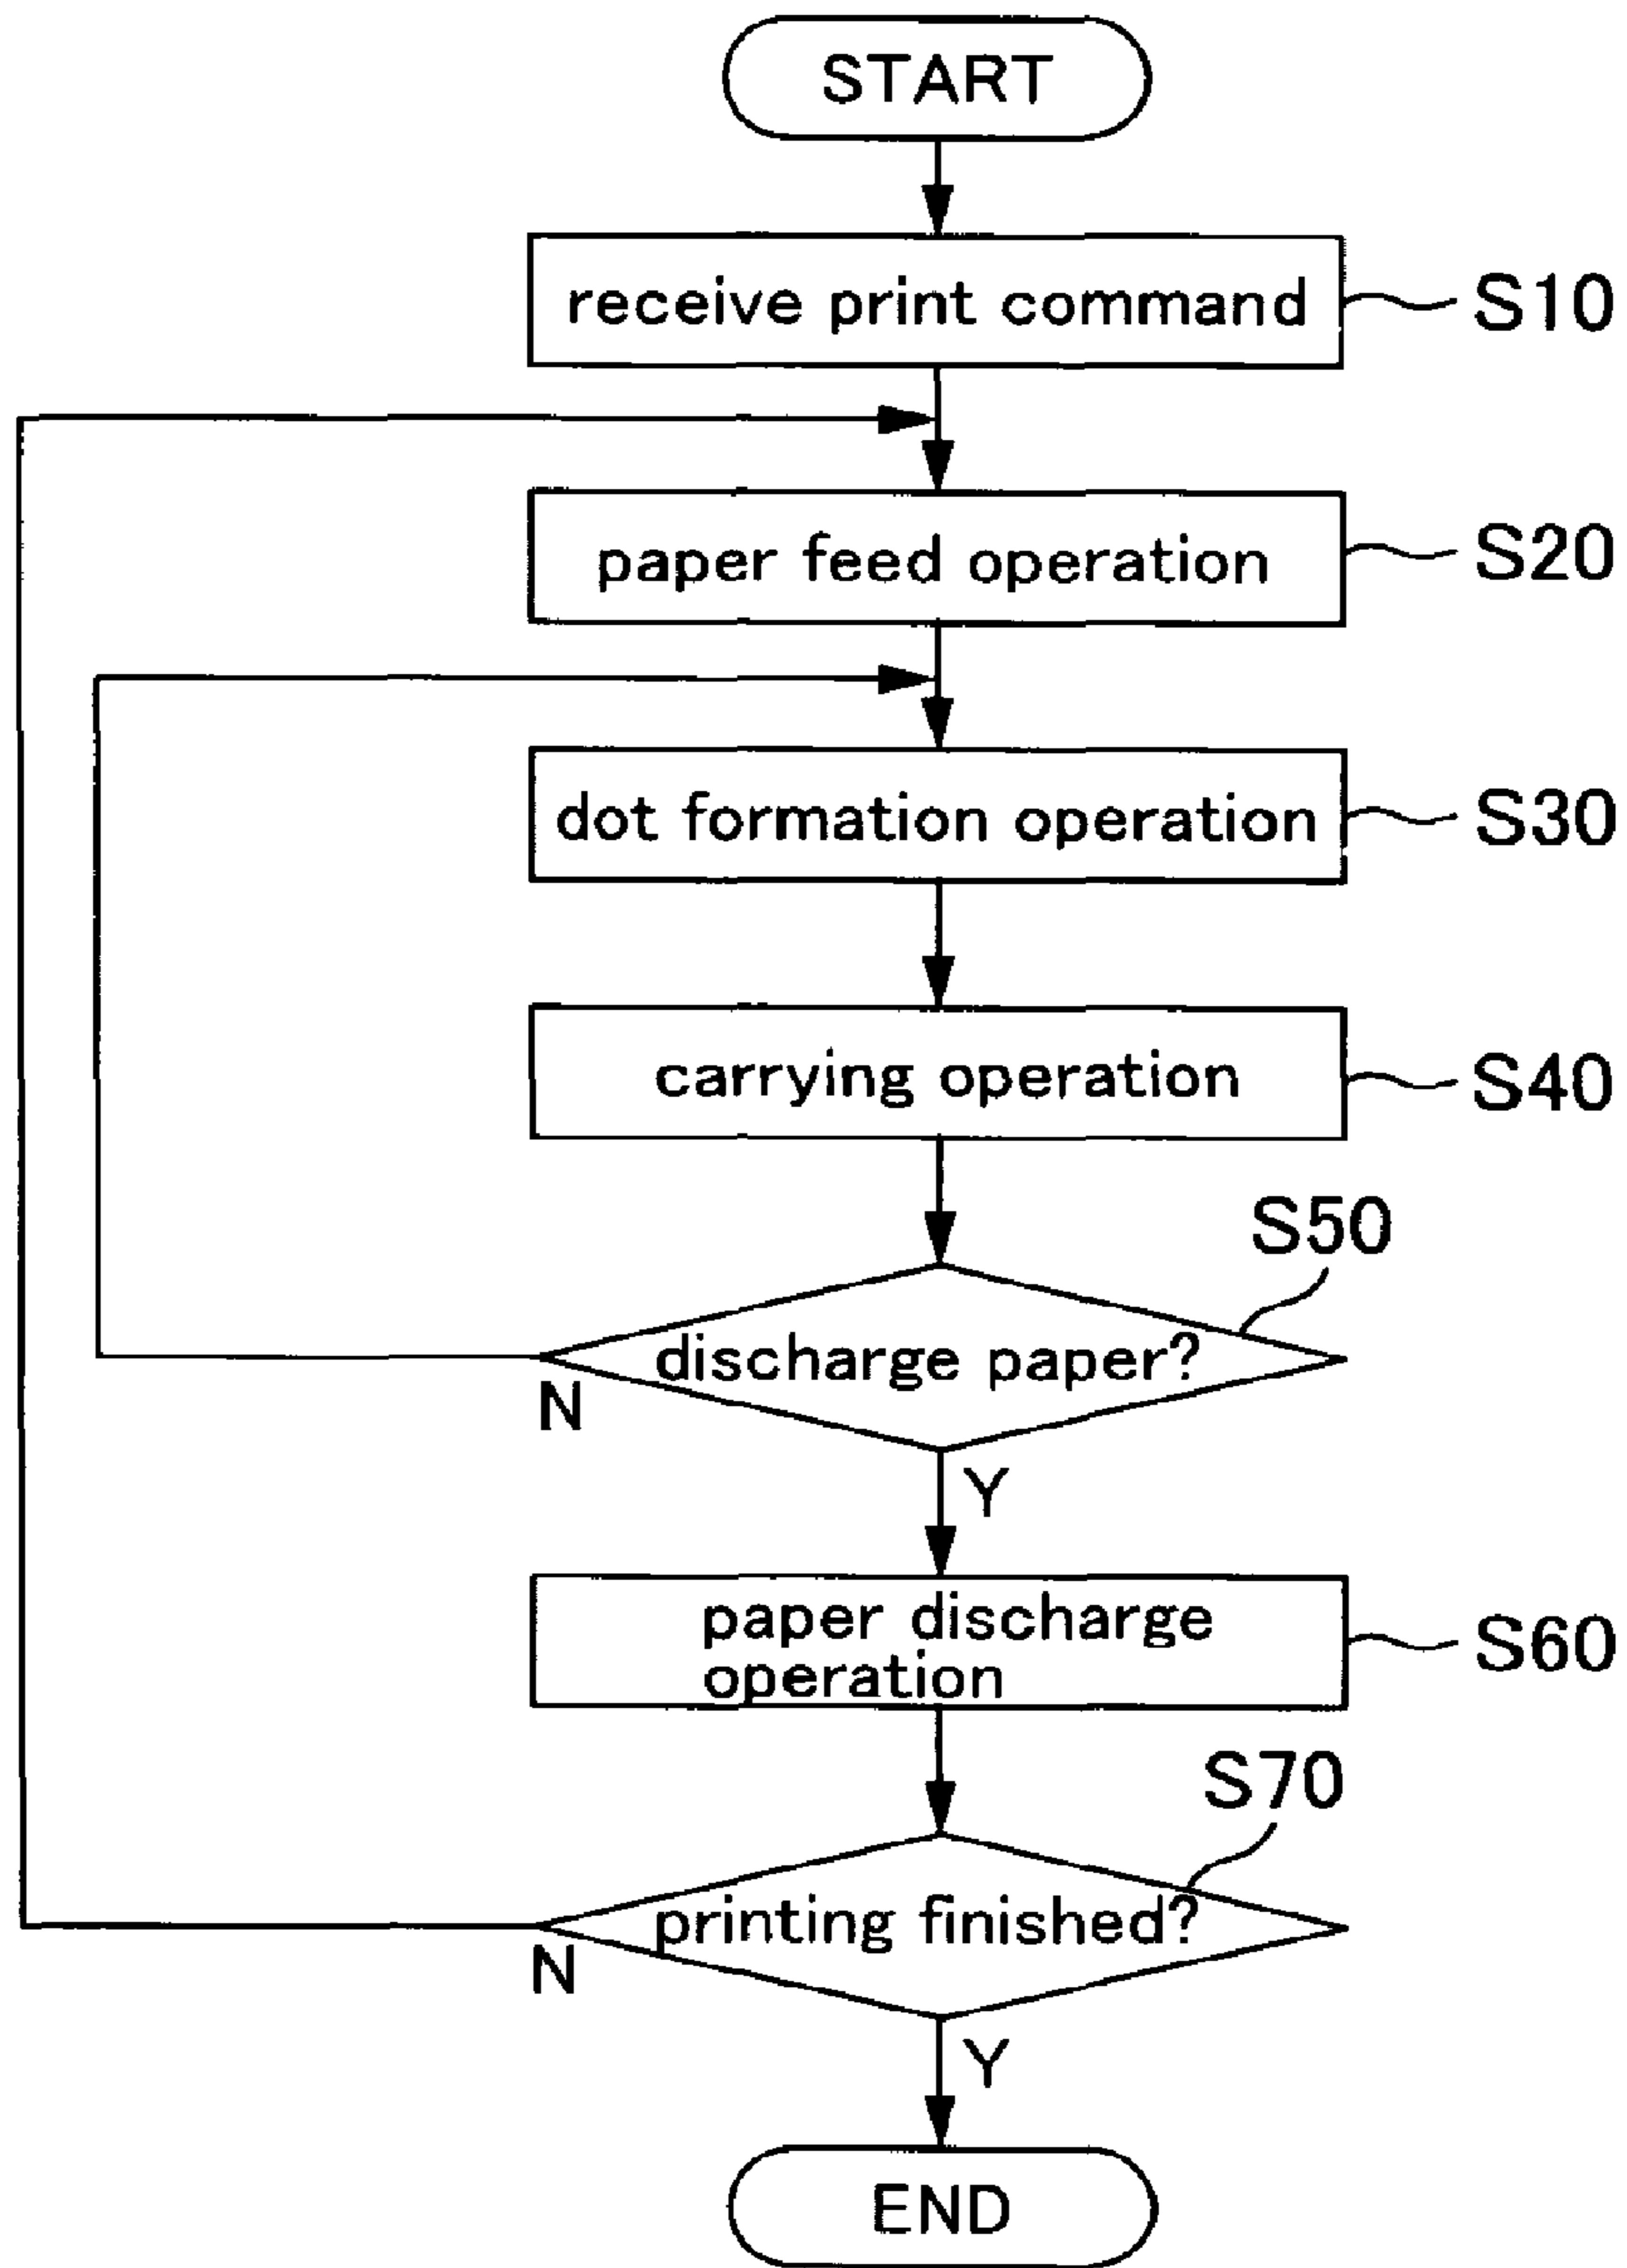 START
receive print command
S10
paper feed operation
S20
dot formation operation
S30
carrying operation
S40
S50
discharge paper?
N
Y
paper discharge
operation
S60
S70
printing finished?
N
Y
END